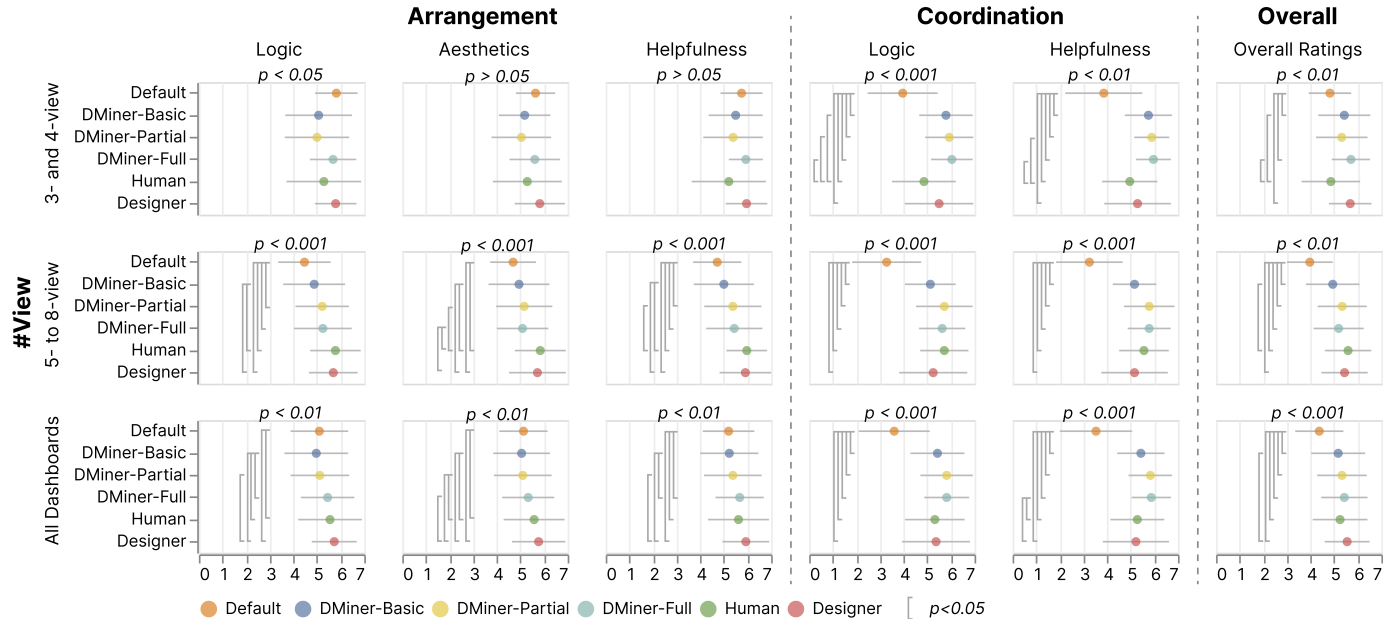 Arrangement Coordination Overall
Logic Aesthetics Helpfulness Logic Helpfulness Overall Ratings
p < 0.05 p > 0.05 p > 0.05 p < 0.001 p < 0.01 p < 0.01
#View
3- and 4-view
Default
DMiner-Basic
DMiner-Partial
DMiner-Full
Human
Designer
p < 0.001 p < 0.001 p < 0.001 p < 0.001 p < 0.001 p < 0.01
5- to 8-view
Default
DMiner-Basic
DMiner-Partial
DMiner-Full
Human
Designer
p < 0.01 p < 0.01 p < 0.01 p < 0.001 p < 0.001 p < 0.001
All Dashboards
Default
DMiner-Basic
DMiner-Partial
DMiner-Full
Human
Designer
0 1 2 3 4 5 6 7 0 1 2 3 4 5 6 7 0 1 2 3 4 5 6 7 0 1 2 3 4 5 6 7 0 1 2 3 4 5 6 7 0 1 2 3 4 5 6 7
Default DMiner-Basic DMiner-Partial DMiner-Full Human Designer p<0.05